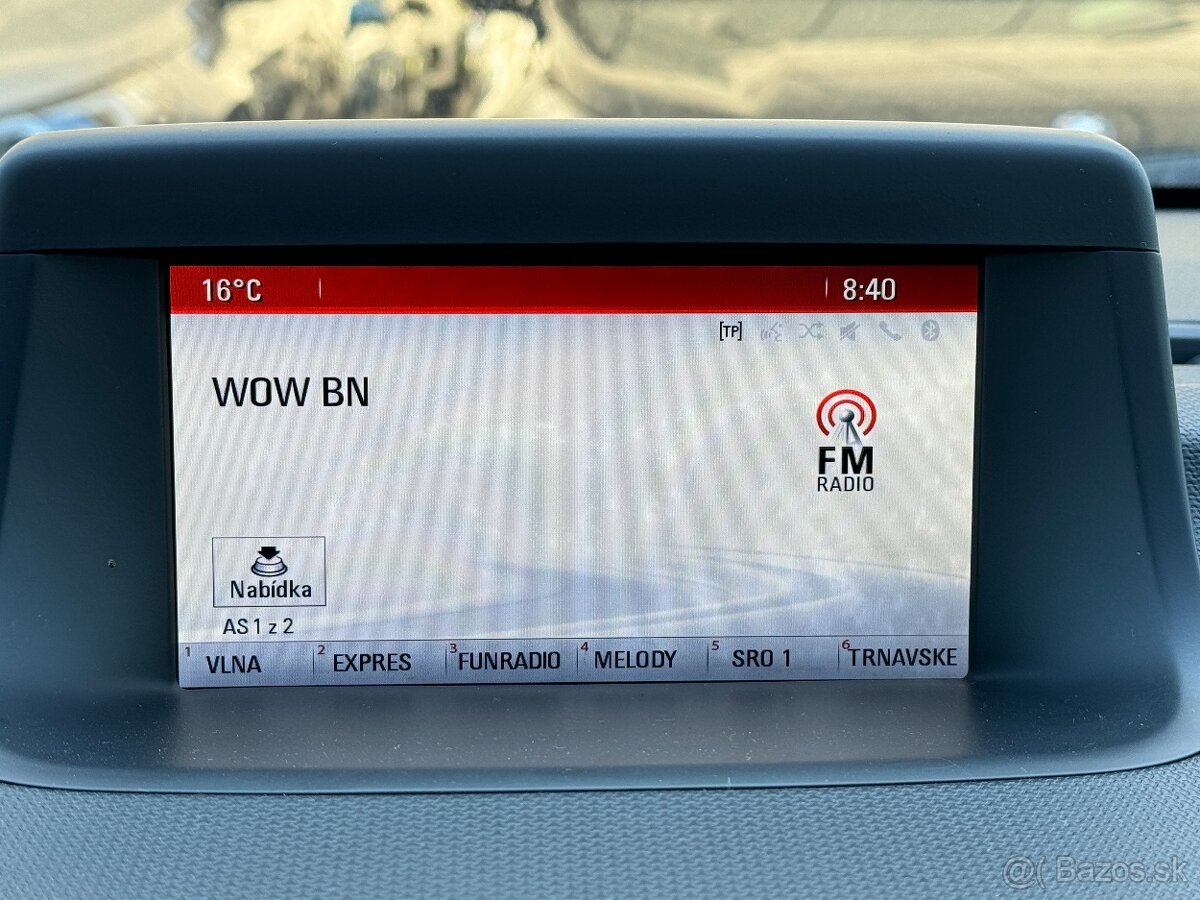 16°C 8:40
[TP]
WOW BN
FM
RADIO
Nabídka
AS 1 z 2
1 VLNA 2 EXPRES 3 FUNRADIO 4 MELODY 5 SRO 1 6 TRNAVSKE
@( Bazos.sk